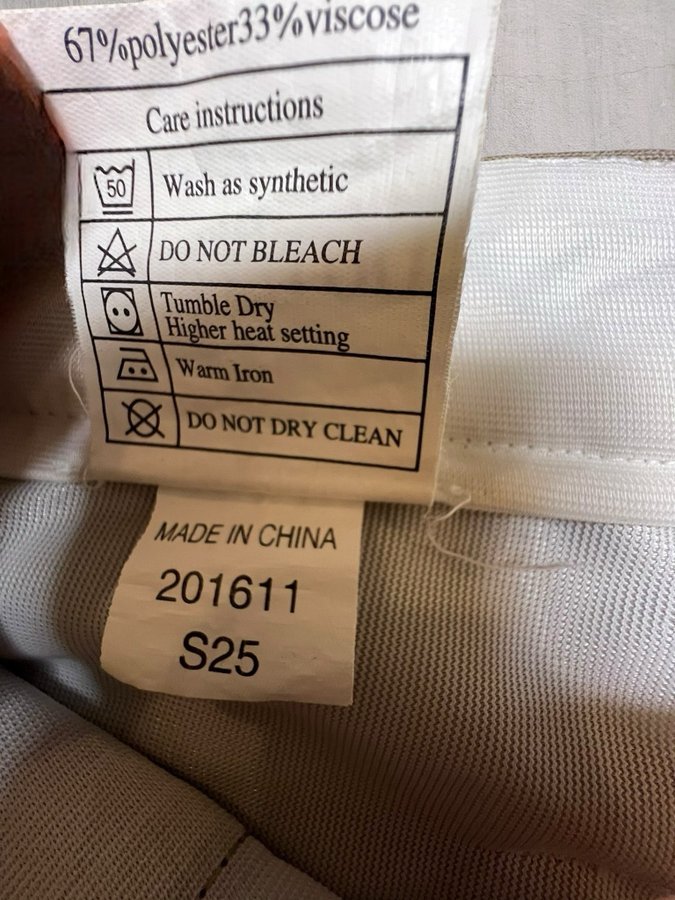 67%polyester33%viscose
Care instructions
50
Wash as synthetic
DO NOT BLEACH
Tumble Dry
Higher heat setting
Warm Iron
DO NOT DRY CLEAN
MADE IN CHINA
201611
S25